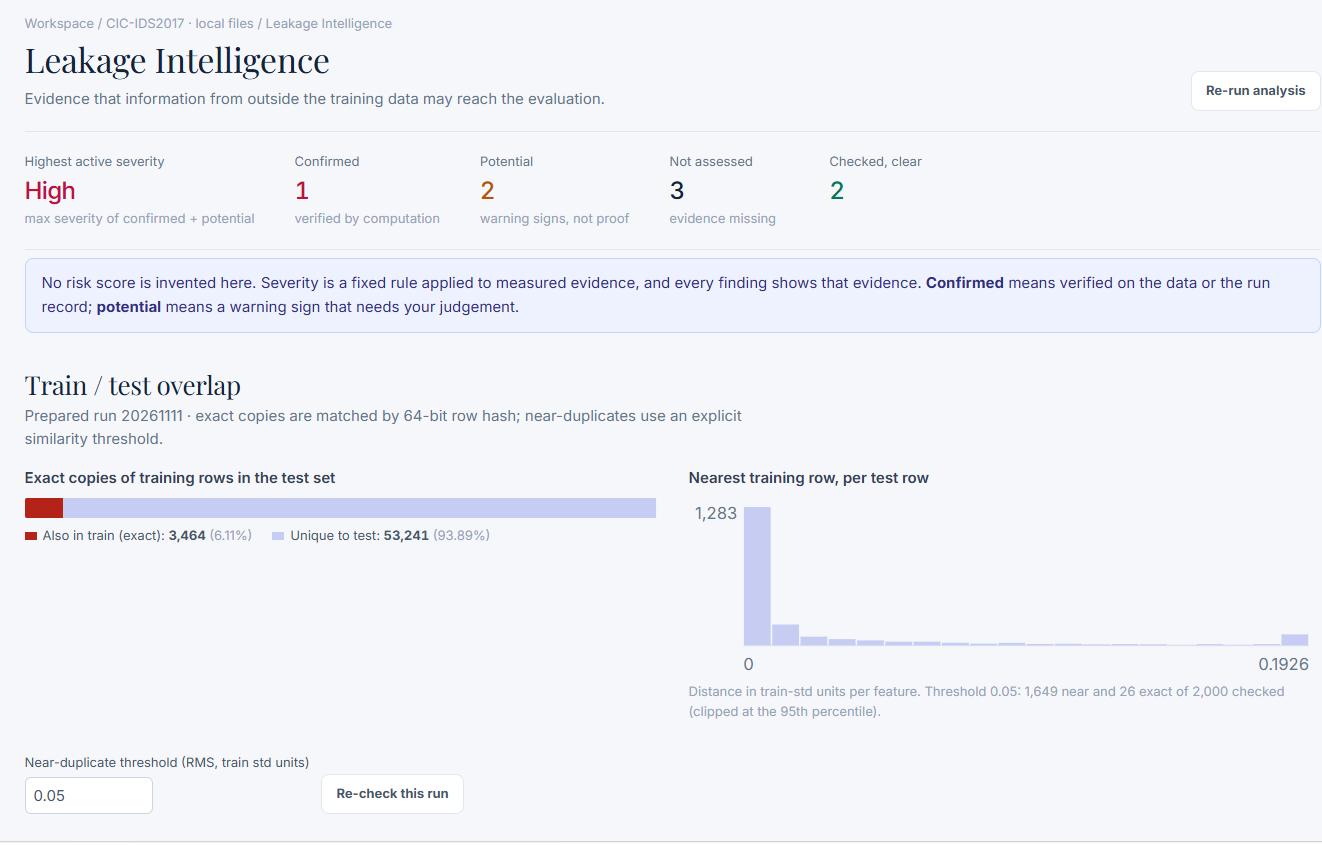 Workspace / CIC-IDS2017 · local files / Leakage Intelligence
Leakage Intelligence
Evidence that information from outside the training data may reach the evaluation.
Re-run analysis
Highest active severity
High
max severity of confirmed + potential
Confirmed
1
verified by computation
Potential
2
warning signs, not proof
Not assessed
3
evidence missing
Checked, clear
2
No risk score is invented here. Severity is a fixed rule applied to measured evidence, and every finding shows that evidence. Confirmed means verified on the data or the run
record; potential means a warning sign that needs your judgement.
Train / test overlap
Prepared run 20261111 · exact copies are matched by 64-bit row hash; near-duplicates use an explicit
similarity threshold.
Exact copies of training rows in the test set
Also in train (exact): 3,464 (6.11%)
Unique to test: 53,241 (93.89%)
Nearest training row, per test row
1,283
0
0.1926
Distance in train-std units per feature. Threshold 0.05: 1,649 near and 26 exact of 2,000 checked
(clipped at the 95th percentile).
Near-duplicate threshold (RMS, train std units)
0.05
Re-check this run